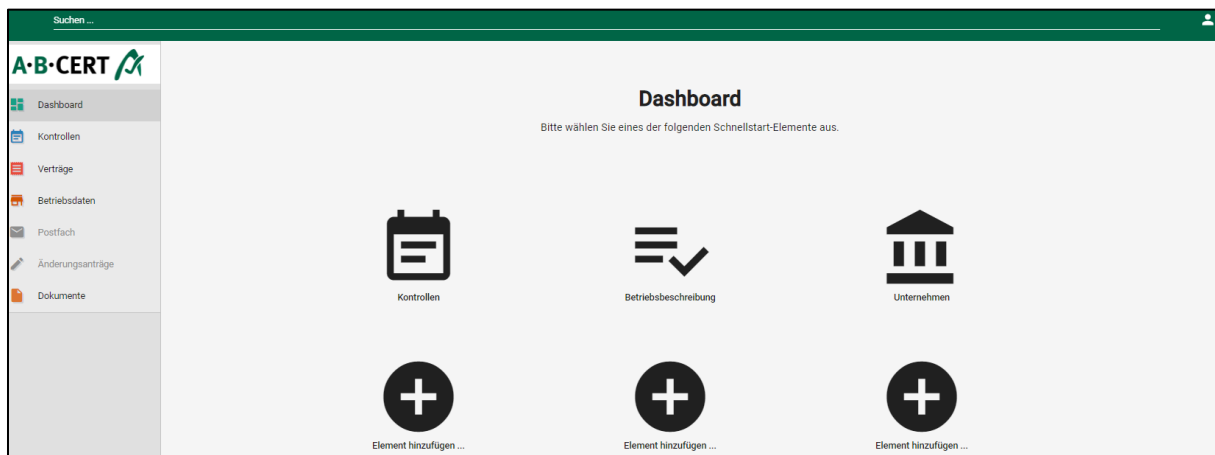 Suchen ...
A·B·CERT
Dashboard
Kontrollen
Verträge
Betriebsdaten
Postfach
Änderungsanträge
Dokumente
Dashboard
Bitte wählen Sie eines der folgenden Schnellstart-Elemente aus.
Kontrollen
Betriebsbeschreibung
Unternehmen
Element hinzufügen ...
Element hinzufügen ...
Element hinzufügen ...